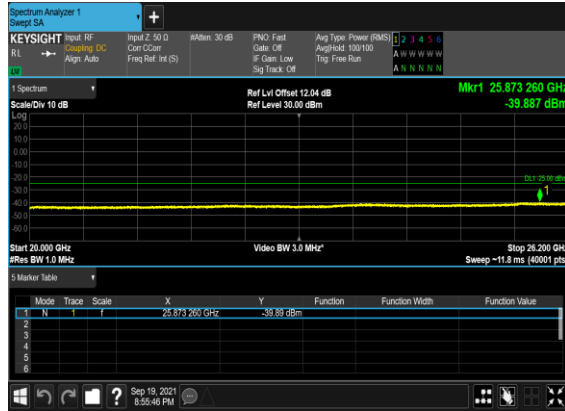 Spectrum Analyzer 1
Swept SA
+
KEYSIGHT Input: RF Input Z: 50 Ω #Atten: 30 dB PNO: Fast Avg Type: Power (RMS) 1 2 3 4 5 6
RL Coupling: DC Corr CCorr Gate: Off Avg|Hold: 100/100 A W W W W W
Align: Auto Freq Ref: Int (S) IF Gain: Low Trig: Free Run
Sig Track: Off A N N N N N
1 Spectrum Ref Lvl Offset 12.04 dB Mkr1 25.873 260 GHz
Scale/Div 10 dB Ref Level 30.00 dBm -39.887 dBm
Log
20.0
10.0
0.00
-10.0
-20.0
DL1 -25.00 dBm
-30.0
1
-40.0
-50.0
-60.0
Start 20.000 GHz Video BW 3.0 MHz* Stop 26.200 GHz
#Res BW 1.0 MHz Sweep ~11.8 ms (40001 pts)
5 Marker Table
Mode Trace Scale X Y Function Function Width Function Value
1 N 1 f 25.873 260 GHz -39.89 dBm
2
3
4
5
6
? Sep 19, 2021
8:55:46 PM